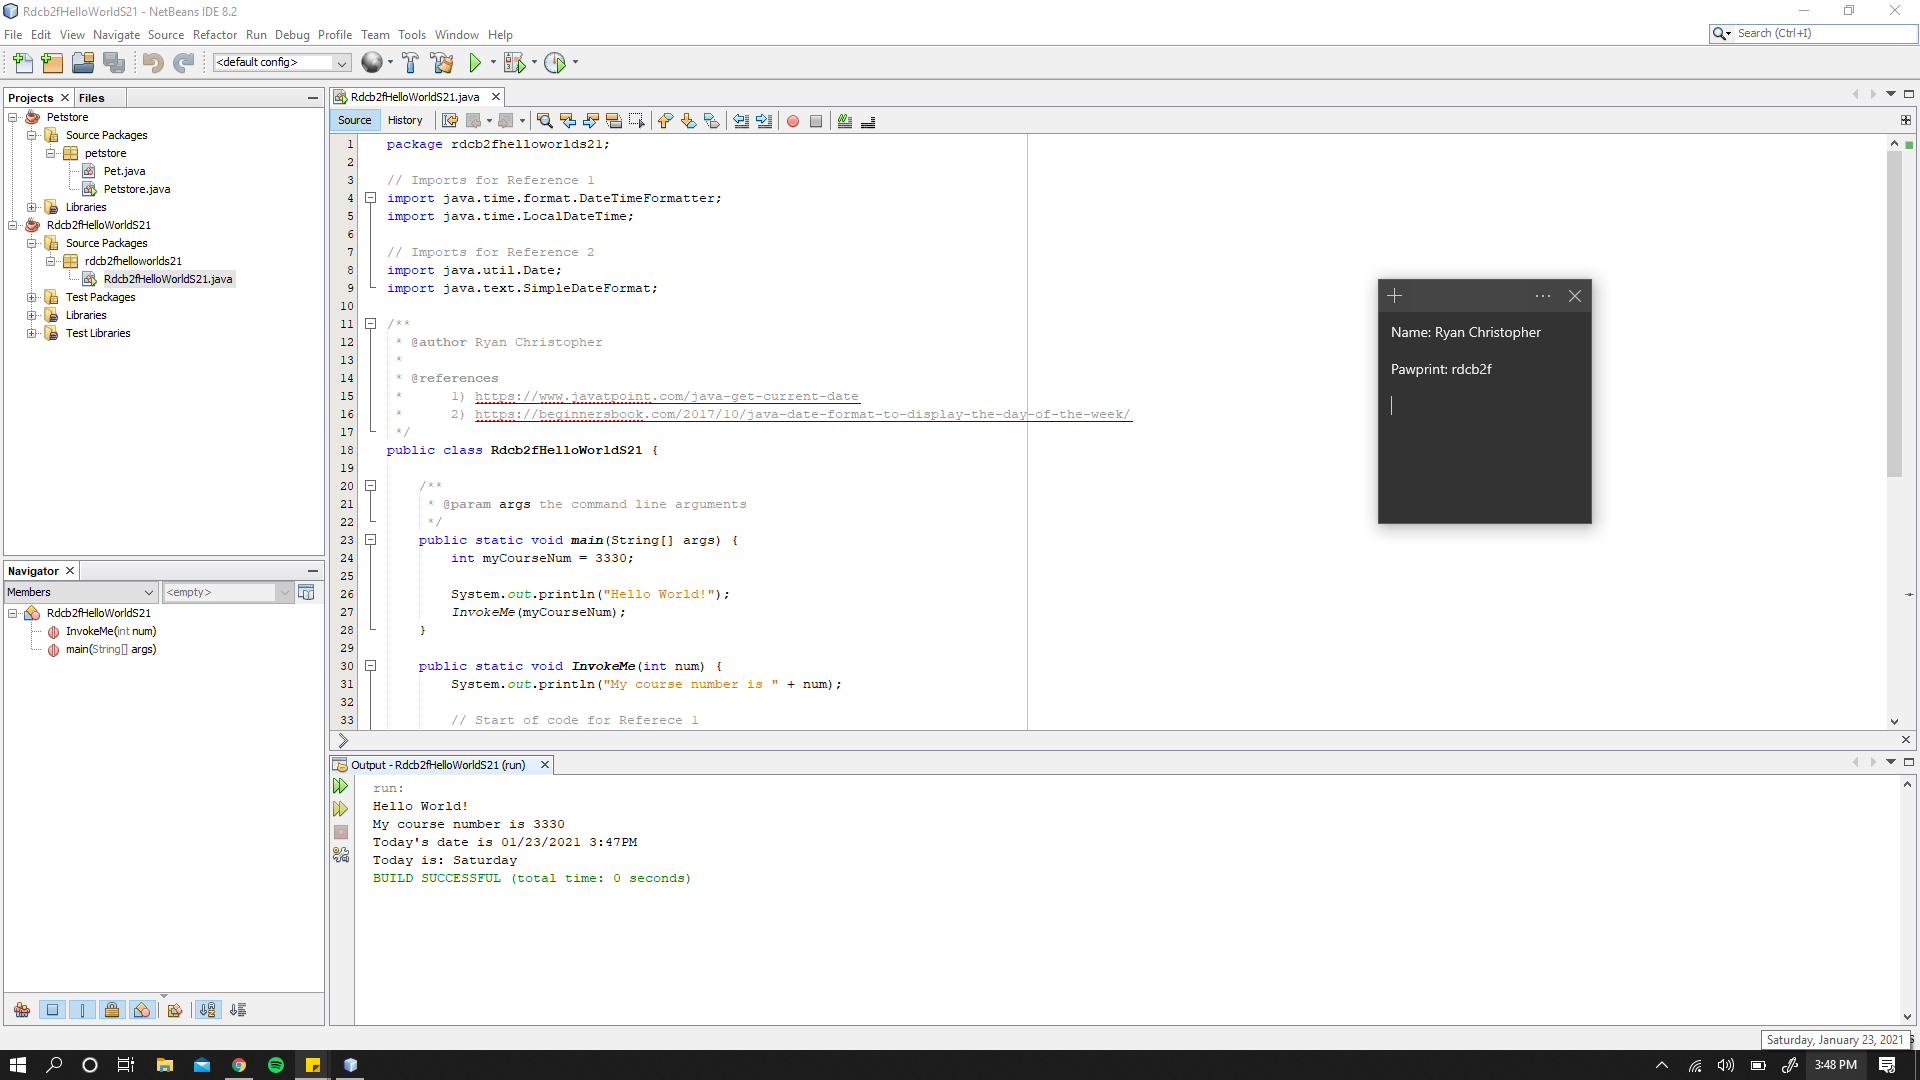 Rdcb2fHelloWorldS21 - NetBeans IDE 8.2
File Edit View Navigate Source Refactor Run Debug Profile Team Tools Window Help
Search (Ctrl+I)
<default config>
Projects Files
Petstore
Source Packages
petstore
Pet.java
Petstore.java
Libraries
Rdcb2fHelloWorldS21
Source Packages
rdcb2fhelloworlds21
Rdcb2fHelloWorldS21.java
Test Packages
Libraries
Test Libraries
Navigator
Members <empty>
Rdcb2fHelloWorldS21
InvokeMe(int num)
main(String[] args)
Rdcb2fHelloWorldS21.java
Source History
1 package rdcb2fhelloworlds21;
2
3 // Imports for Reference 1
4 import java.time.format.DateTimeFormatter;
5 import java.time.LocalDateTime;
6
7 // Imports for Reference 2
8 import java.util.Date;
9 import java.text.SimpleDateFormat;
10
11 /**
12 * @author Ryan Christopher
13 *
14 * @references
15 * 1) https://www.javatpoint.com/java-get-current-date
16 * 2) https://beginnersbook.com/2017/10/java-date-format-to-display-the-day-of-the-week/
17 */
18 public class Rdcb2fHelloWorldS21 {
19
20 /**
21 * @param args the command line arguments
22 */
23 public static void main(String[] args) {
24 int myCourseNum = 3330;
25
26 System.out.println("Hello World!");
27 InvokeMe(myCourseNum);
28 }
29
30 public static void InvokeMe(int num) {
31 System.out.println("My course number is " + num);
32
33 // Start of code for Referece 1
Name: Ryan Christopher
Pawprint: rdcb2f
Output - Rdcb2fHelloWorldS21 (run)
run:
Hello World!
My course number is 3330
Today's date is 01/23/2021 3:47PM
Today is: Saturday
BUILD SUCCESSFUL (total time: 0 seconds)
Saturday, January 23, 2021
3:48 PM